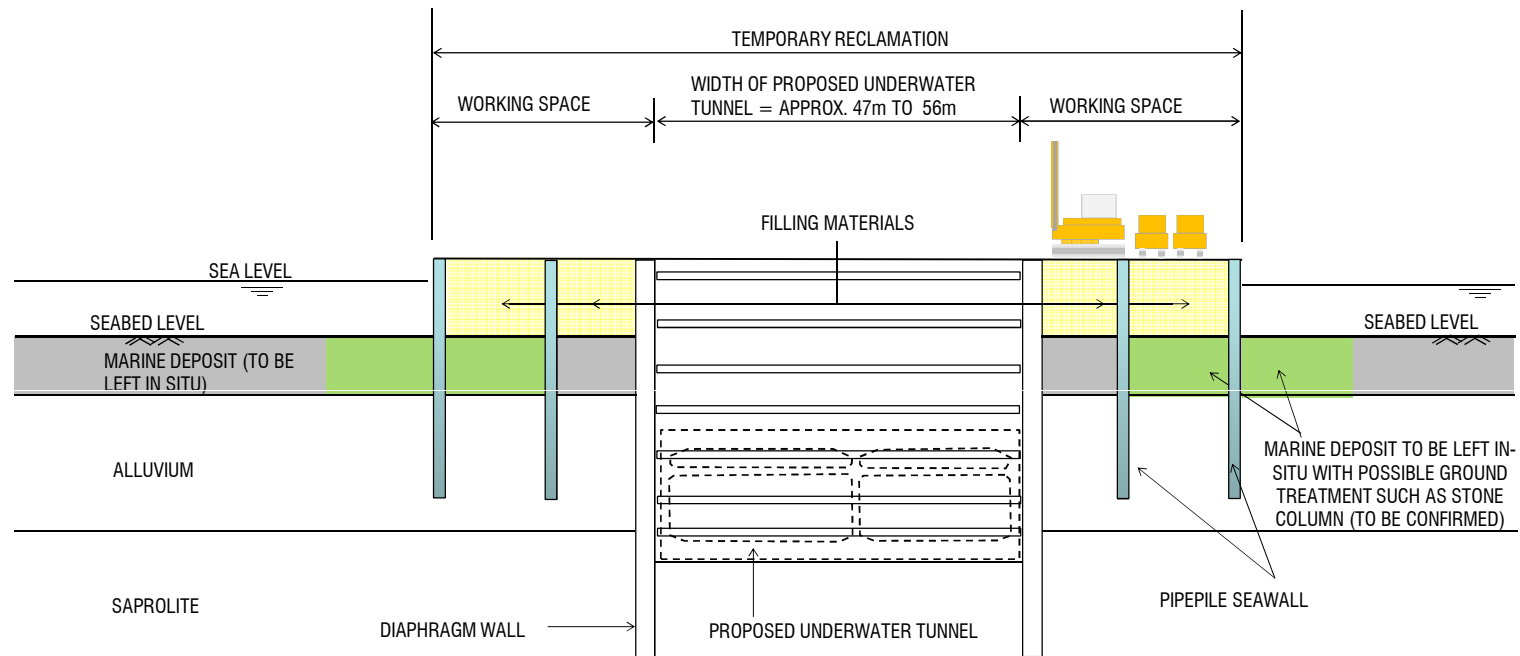 TEMPORARY RECLAMATION
WORKING SPACE
WIDTH OF PROPOSED UNDERWATER
TUNNEL = APPROX. 47m TO 56m
WORKING SPACE
FILLING MATERIALS
SEA LEVEL
SEABED LEVEL
SEABED LEVEL
MARINE DEPOSIT (TO BE
LEFT IN SITU)
MARINE DEPOSIT TO BE LEFT IN-
SITU WITH POSSIBLE GROUND
TREATMENT SUCH AS STONE
COLUMN (TO BE CONFIRMED)
ALLUVIUM
SAPROLITE
PIPEPILE SEAWALL
DIAPHRAGM WALL
PROPOSED UNDERWATER TUNNEL